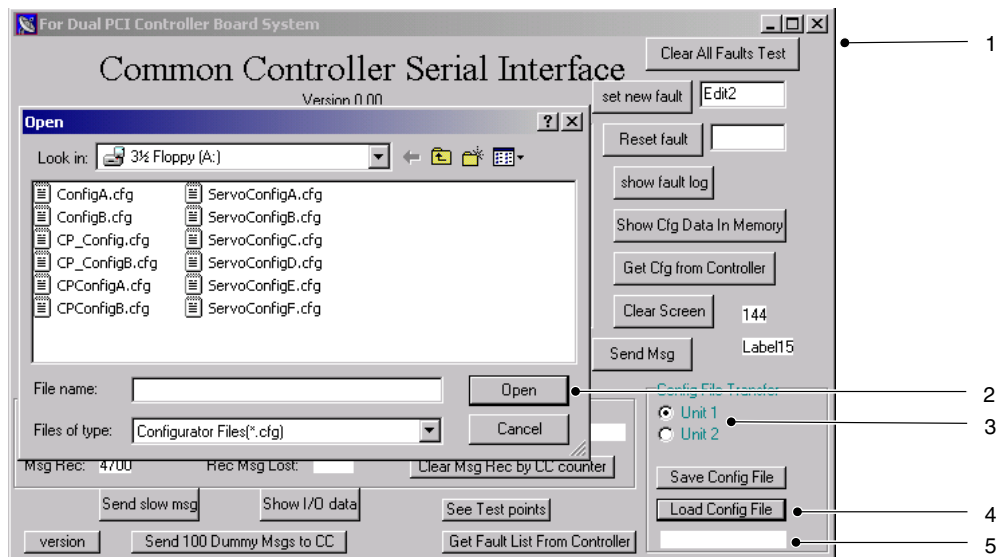 For Dual PCI Controller Board System
1
Clear All Faults Test
Common Controller Serial Interface
Version 0.00
set new fault Edit2
Open
Reset fault
Look in: 3½ Floppy (A:)
ConfigA.cfg ServoConfigA.cfg
show fault log
ConfigB.cfg ServoConfigB.cfg
CP_Config.cfg ServoConfigC.cfg
Show Cfg Data In Memory
CP_ConfigB.cfg ServoConfigD.cfg
Get Cfg from Controller
CPConfigA.cfg ServoConfigE.cfg
CPConfigB.cfg ServoConfigF.cfg
Clear Screen 144
Send Msg Label15
File name: Open
Config File Transfer 2
Unit 1
3
Files of type: Configurator Files(*.cfg) Cancel
Unit 2
Msg Rec: 4700 Rec Msg Lost: Clear Msg Rec by CC counter
Save Config File
Send slow msg Show I/O data See Test points
Load Config File 4
version Send 100 Dummy Msgs to CC Get Fault List From Controller
5